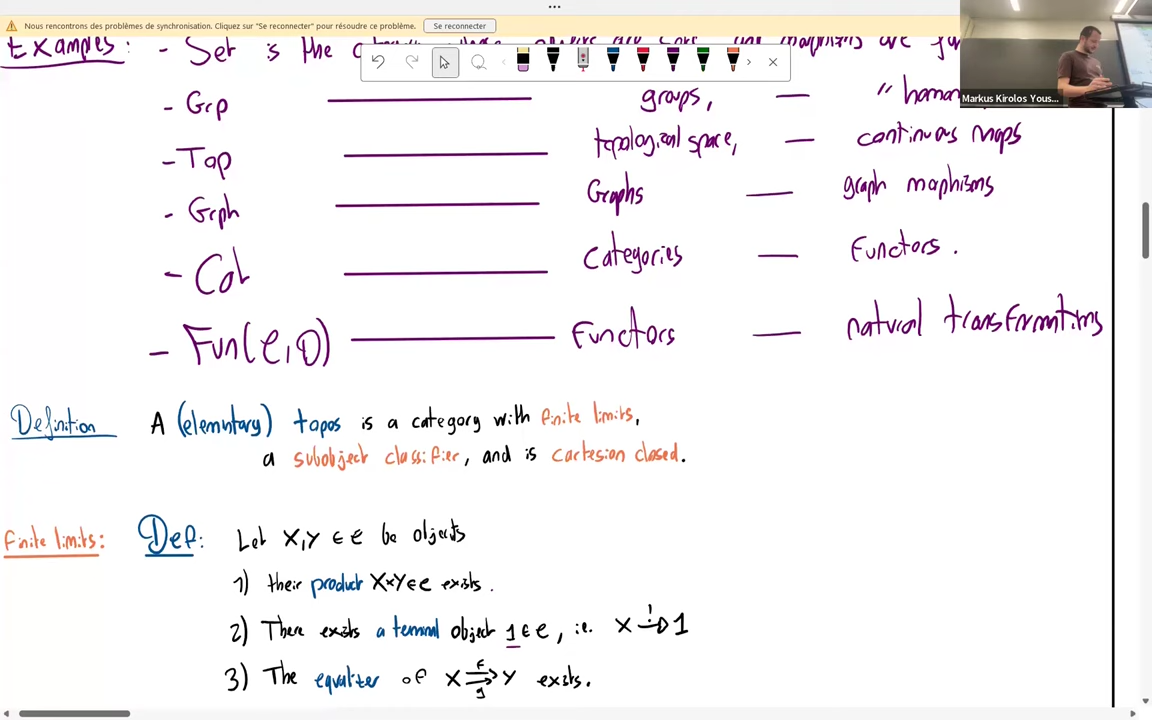 Nous rencontrons des problèmes de synchronisation. Cliquez sur "Se reconnecter" pour résoudre ce problème. Se reconnecter
Examples: - Set is the
Markus Kirolos Yous...
- Grp groups, "
- Top topological space, continuous maps
- Grph Graphs graph morphisms
- Cat Categories Functors.
- Fun(C,D) Functors natural transformations
Definition A (elementary) topos is a category with finite limits,
a subobject classifier, and is cartesian closed.
Finite limits: Def: Let X,Y ∈ C be objects
1) their product X×Y∈C exists.
2) There exists a terminal object 1∈C, i.e. X →! 1
3) The equalizer of X ⇉ Y exists.
f
g